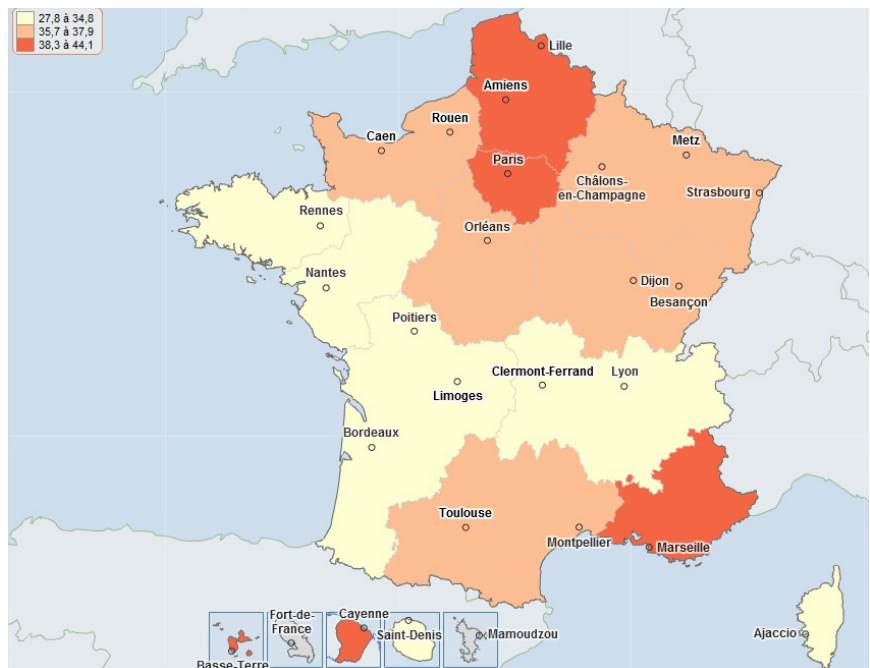 27,8 à 34,8
35,7 à 37,9
38,3 à 44,1
Lille
Amiens
Rouen
Caen
Metz
Paris
Châlons-
en-Champagne
Strasbourg
Rennes
Orléans
Nantes
Dijon
Besançon
Poitiers
Clermont-Ferrand
Lyon
Limoges
Bordeaux
Toulouse
Montpellier
Marseille
Ajaccio
Basse-Terre
Fort-de-
France
Cayenne
Saint-Denis
Mamoudzou